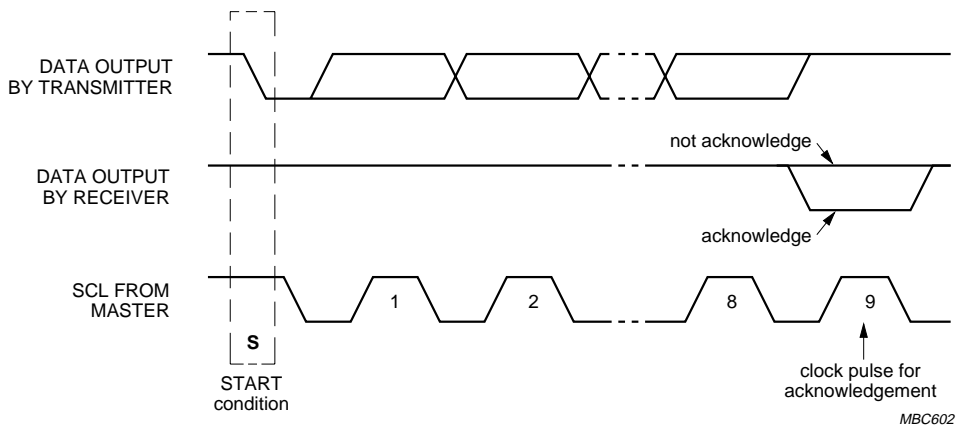 DATA OUTPUT
BY TRANSMITTER
not acknowledge
DATA OUTPUT
BY RECEIVER
acknowledge
SCL FROM
MASTER
1
2
8
9
S
START
condition
clock pulse for
acknowledgement
MBC602